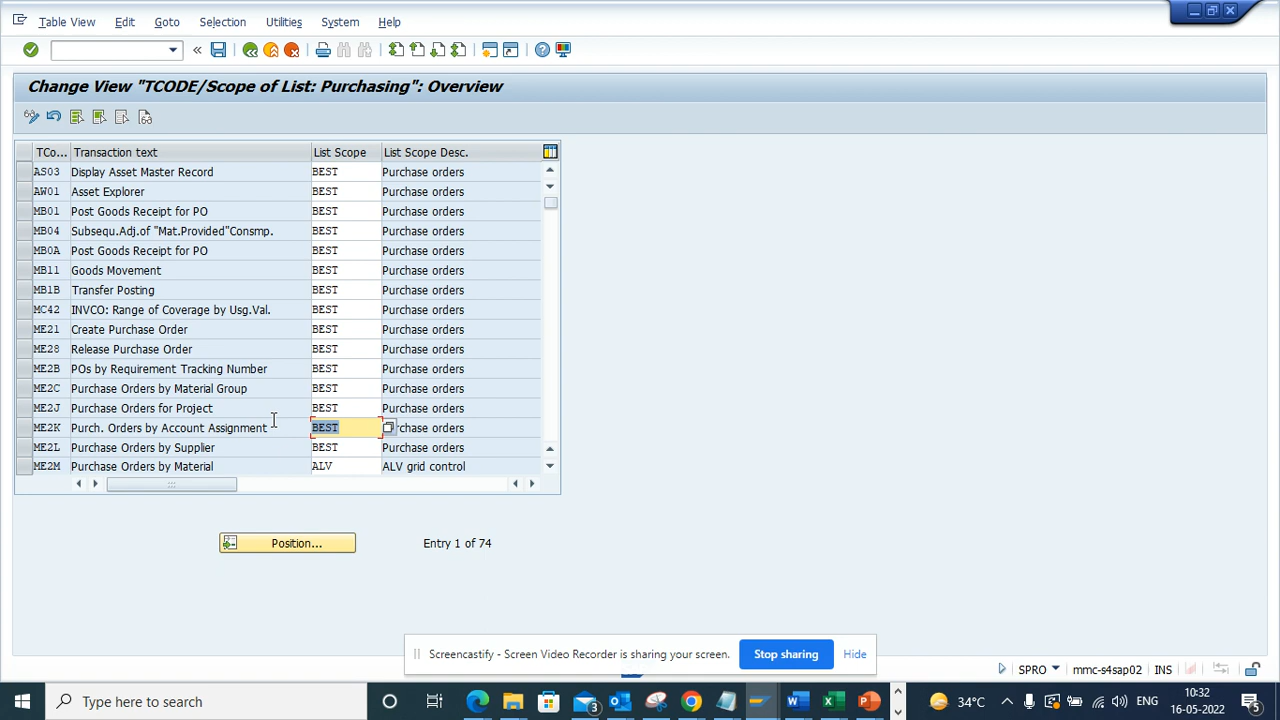 Table View Edit Goto Selection Utilities System Help
Change View "TCODE/Scope of List: Purchasing": Overview
TCo... Transaction text List Scope List Scope Desc.
AS03 Display Asset Master Record BEST Purchase orders
AW01 Asset Explorer BEST Purchase orders
MB01 Post Goods Receipt for PO BEST Purchase orders
MB04 Subsequ.Adj.of "Mat.Provided"Consmp. BEST Purchase orders
MB0A Post Goods Receipt for PO BEST Purchase orders
MB11 Goods Movement BEST Purchase orders
MB1B Transfer Posting BEST Purchase orders
MC42 INVCO: Range of Coverage by Usg.Val. BEST Purchase orders
ME21 Create Purchase Order BEST Purchase orders
ME28 Release Purchase Order BEST Purchase orders
ME2B POs by Requirement Tracking Number BEST Purchase orders
ME2C Purchase Orders by Material Group BEST Purchase orders
ME2J Purchase Orders for Project BEST Purchase orders
ME2K Purch. Orders by Account Assignment BEST rchase orders
ME2L Purchase Orders by Supplier BEST Purchase orders
ME2M Purchase Orders by Material ALV ALV grid control
Position... Entry 1 of 74
Screencastify - Screen Video Recorder is sharing your screen. Stop sharing Hide
SPRO mmc-s4sap02 INS
Type here to search 3 34°C ENG 10:32
16-05-2022 5